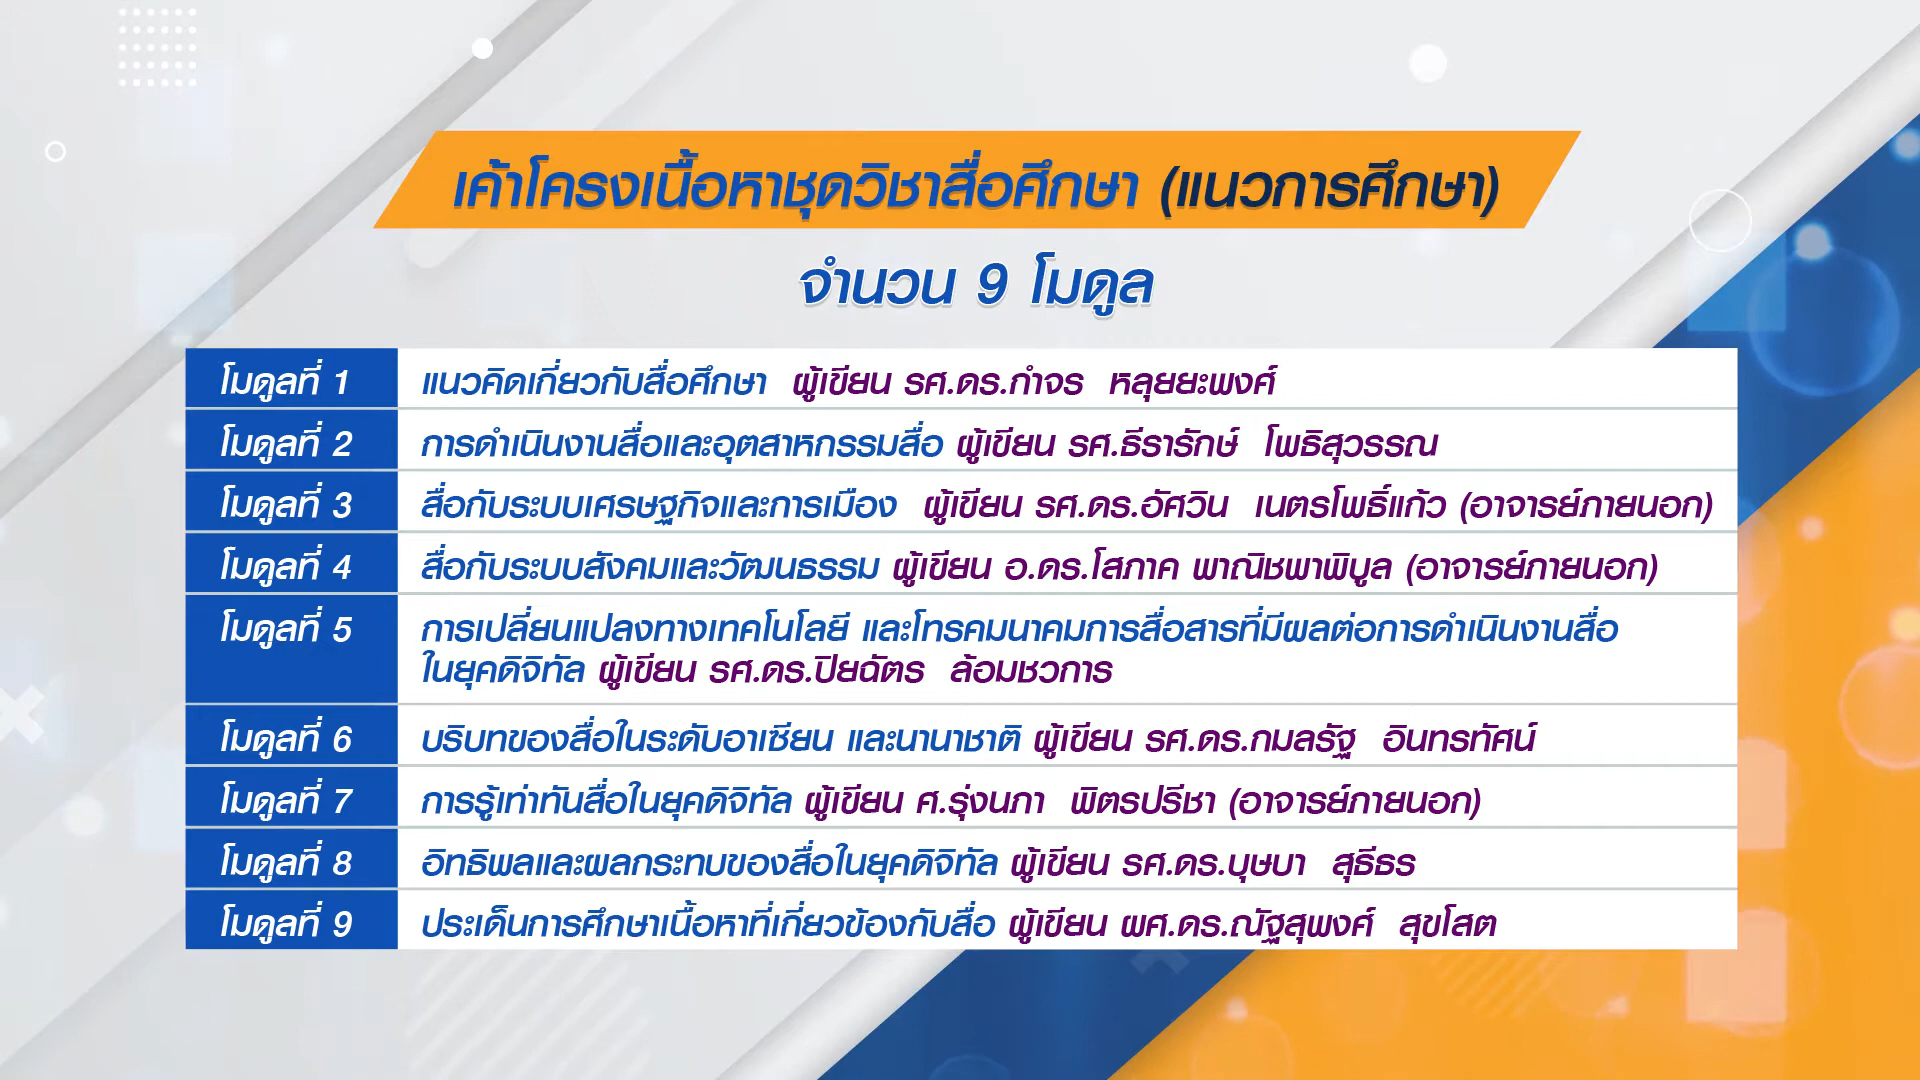 เค้าโครงเนื้อหาชุดวิชาสื่อศึกษา (แนวการศึกษา)
จำนวน 9 โมดูล
โมดูลที่ 1 แนวคิดเกี่ยวกับสื่อศึกษา ผู้เขียน รศ.ดร.กำจร หลุยยะพงศ์
โมดูลที่ 2 การดำเนินงานสื่อและอุตสาหกรรมสื่อ ผู้เขียน รศ.ธีรารักษ์ โพธิสุวรรณ
โมดูลที่ 3 สื่อกับระบบเศรษฐกิจและการเมือง ผู้เขียน รศ.ดร.อัศวิน เนตรโพธิ์แก้ว (อาจารย์ภายนอก)
โมดูลที่ 4 สื่อกับระบบสังคมและวัฒนธรรม ผู้เขียน อ.ดร.โสภาค พาณิชพาพิบูล (อาจารย์ภายนอก)
โมดูลที่ 5 การเปลี่ยนแปลงทางเทคโนโลยี และโทรคมนาคมการสื่อสารที่มีผลต่อการดำเนินงานสื่อ
ในยุคดิจิทัล ผู้เขียน รศ.ดร.ปิยฉัตร ล้อมชวการ
โมดูลที่ 6 บริบทของสื่อในระดับอาเซียน และนานาชาติ ผู้เขียน รศ.ดร.กมลรัฐ อินทรทัศน์
โมดูลที่ 7 การรู้เท่าทันสื่อในยุคดิจิทัล ผู้เขียน ศ.รุ่งนภา พิตรปรีชา (อาจารย์ภายนอก)
โมดูลที่ 8 อิทธิพลและผลกระทบของสื่อในยุคดิจิทัล ผู้เขียน รศ.ดร.บุษบา สุธีธร
โมดูลที่ 9 ประเด็นการศึกษาเนื้อหาที่เกี่ยวข้องกับสื่อ ผู้เขียน ผศ.ดร.ณัฐสุพงศ์ สุขโสต